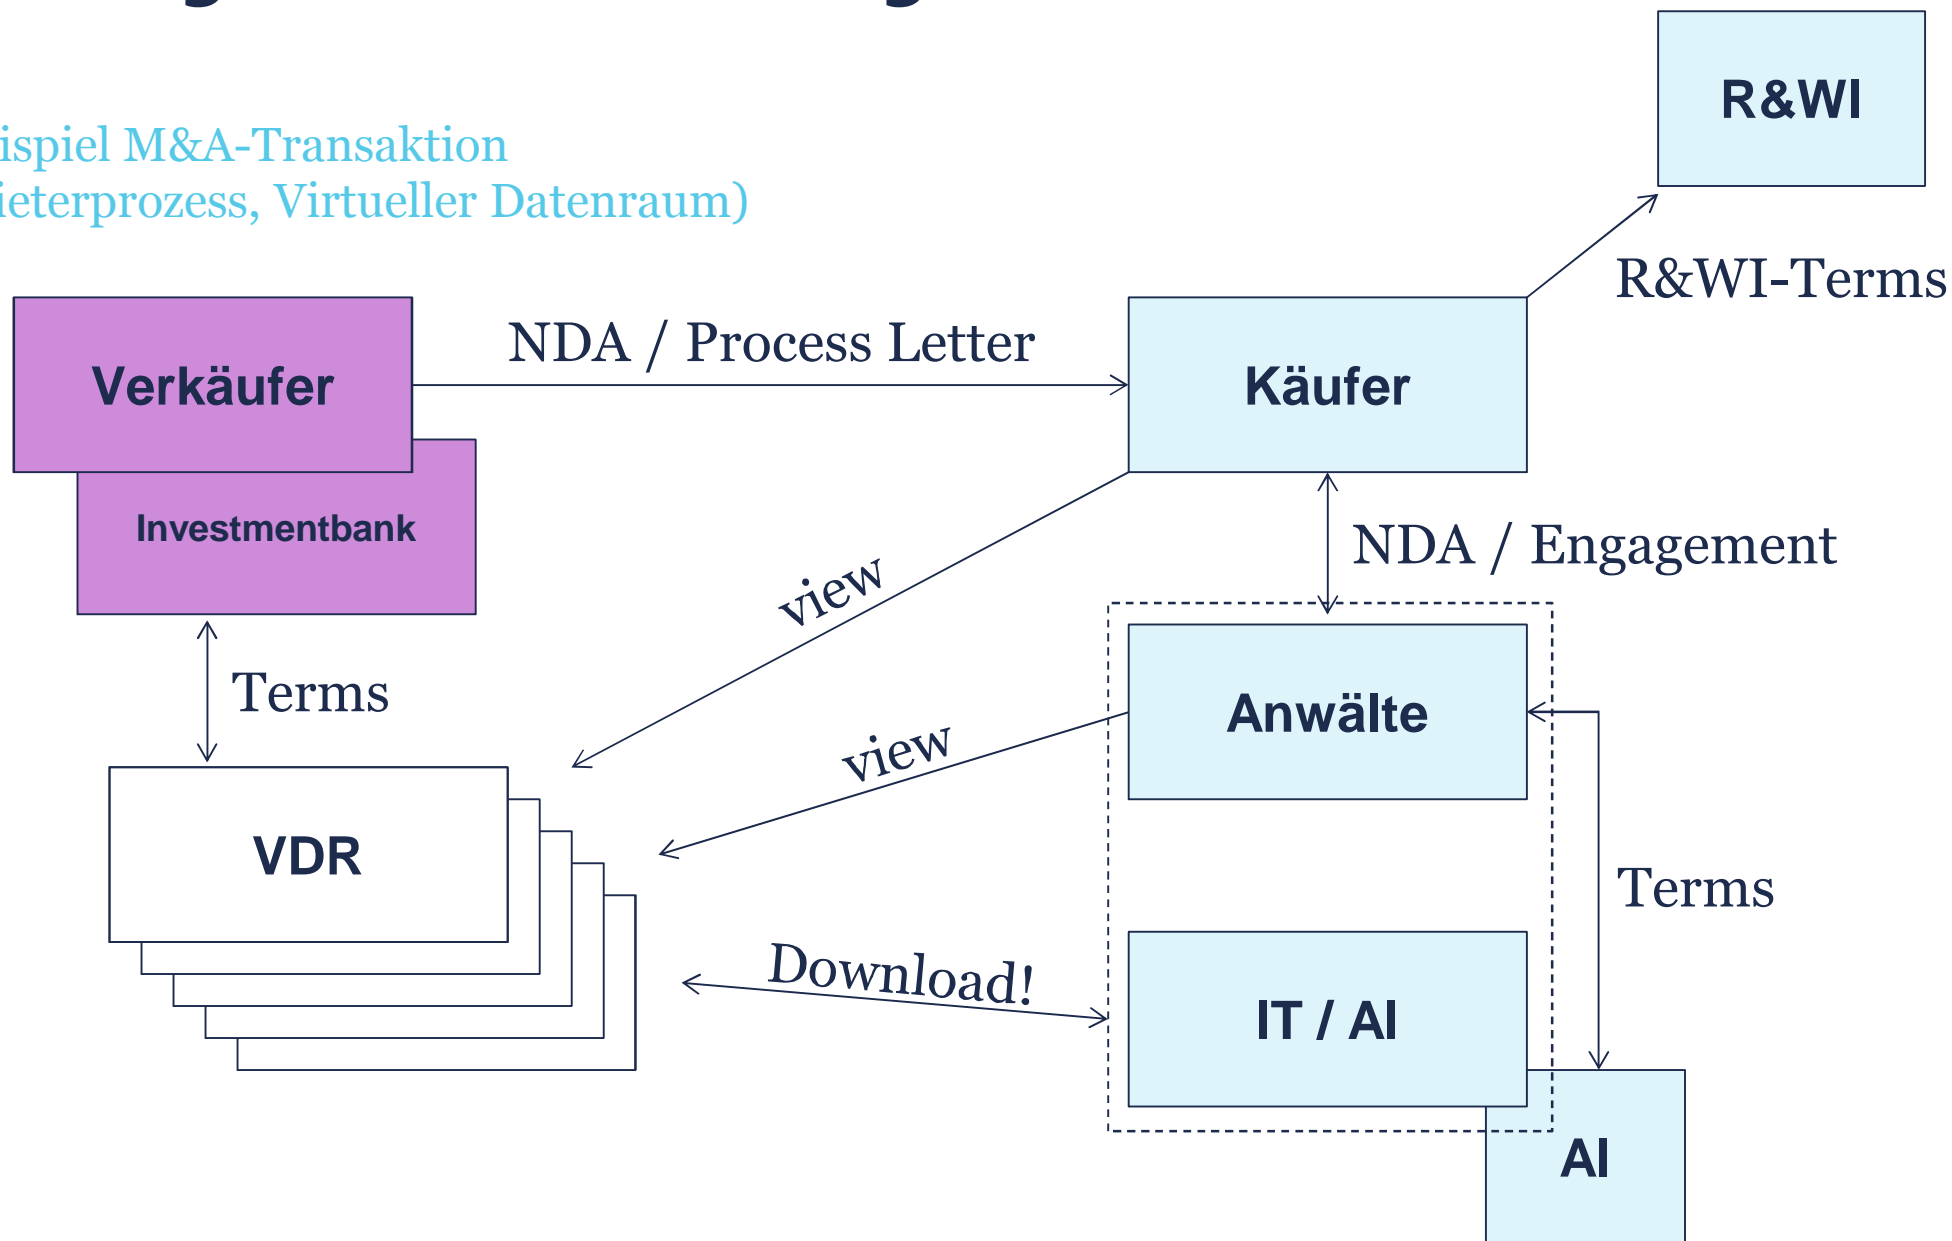 R&WI
ispiel M&A-Transaktion
ieterprozess, Virtueller Datenraum)
R&WI-Terms
NDA / Process Letter
Verkäufer
Käufer
Investmentbank
NDA / Engagement
view
Terms
Anwälte
view
VDR
Terms
Download!
IT / AI
AI